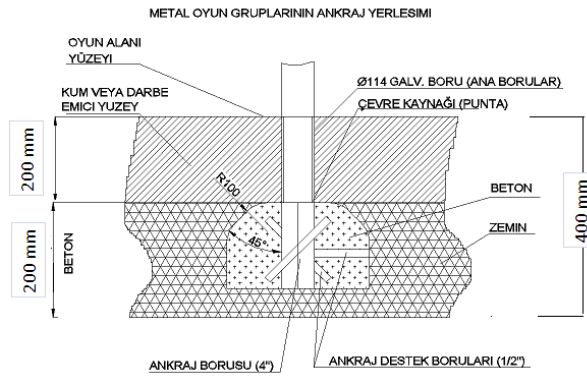 METAL OYUN GRUPLARININ ANKRAJ YERLESIMI
OYUN ALANI
YÜZEYI
KUM VEYA DARBE
EMICI YUZEY
Ø114 GALV. BORU (ANA BORULAR)
ÇEVRE KAYNAĞI (PUNTA)
200 mm
R100
BETON
ZEMIN
400 mm
200 mm
BETON
45°
ANKRAJ BORUSU (4")
ANKRAJ DESTEK BORULARI (1/2")